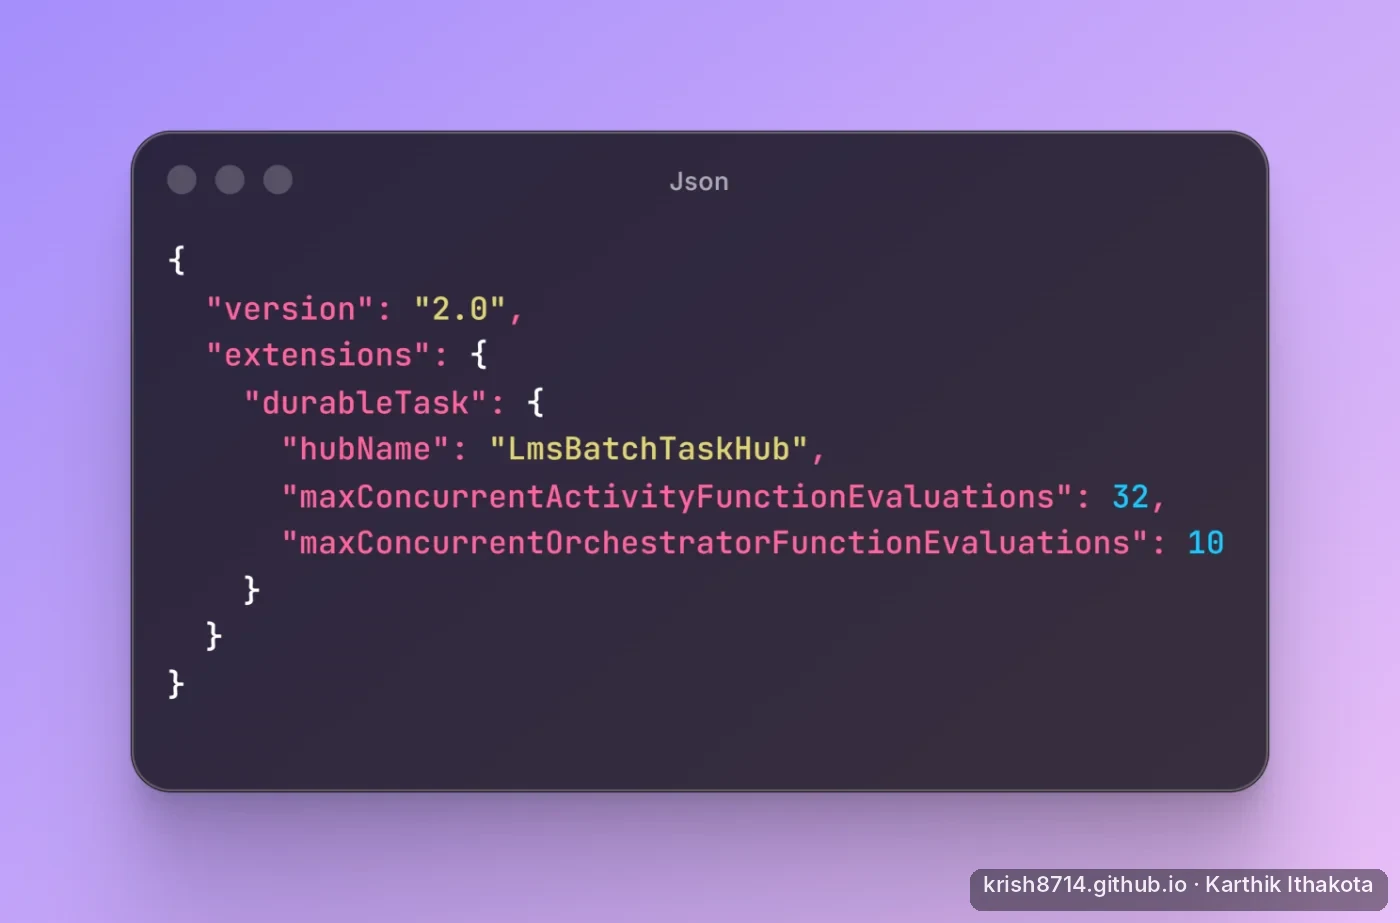 Json
{
  "version": "2.0",
  "extensions": {
    "durableTask": {
      "hubName": "LmsBatchTaskHub",
      "maxConcurrentActivityFunctionEvaluations": 32,
      "maxConcurrentOrchestratorFunctionEvaluations": 10
    }
  }
}
krish8714.github.io · Karthik Ithakota